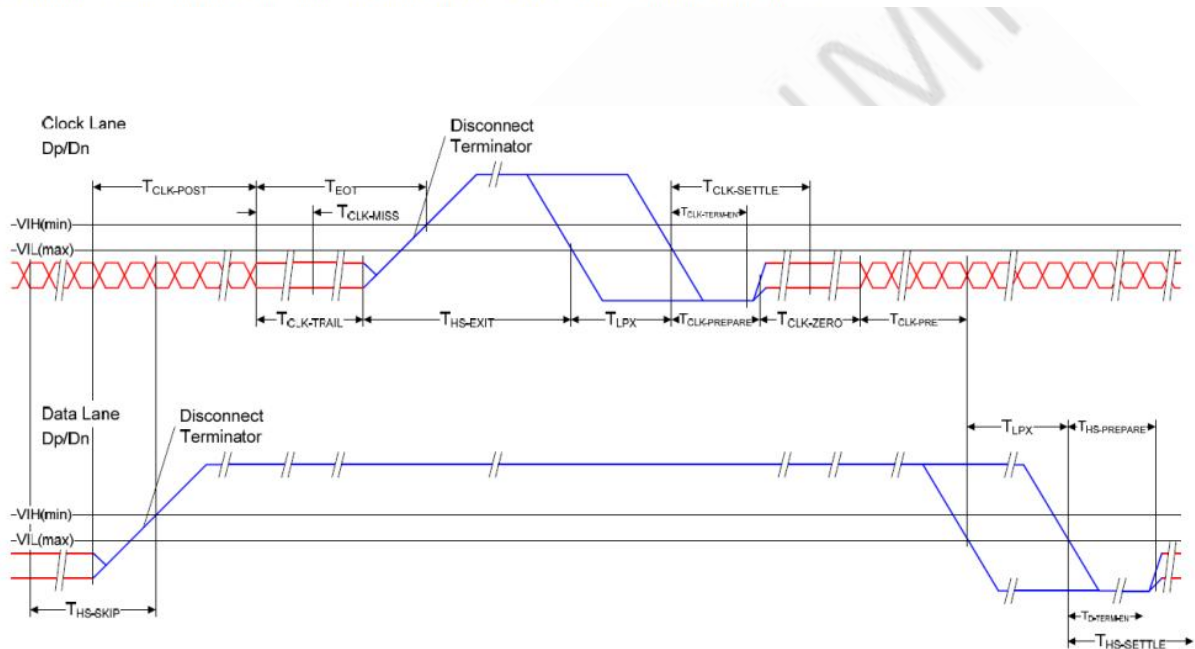 Clock Lane
Dp/Dn
Disconnect
Terminator
TCLK-POST
TEOT
TCLK-SETTLE
TCLK-MISS
TCLK-TERM-EN
VIH(min)
VIL(max)
TCLK-TRAIL
THS-EXIT
TLPX
TCLK-PREPARE
TCLK-ZERO
TCLK-PRE
Data Lane
Dp/Dn
Disconnect
Terminator
TLPX
THS-PREPARE
VIH(min)
VIL(max)
THS-SKIP
TD-TERM-EN
THS-SETTLE